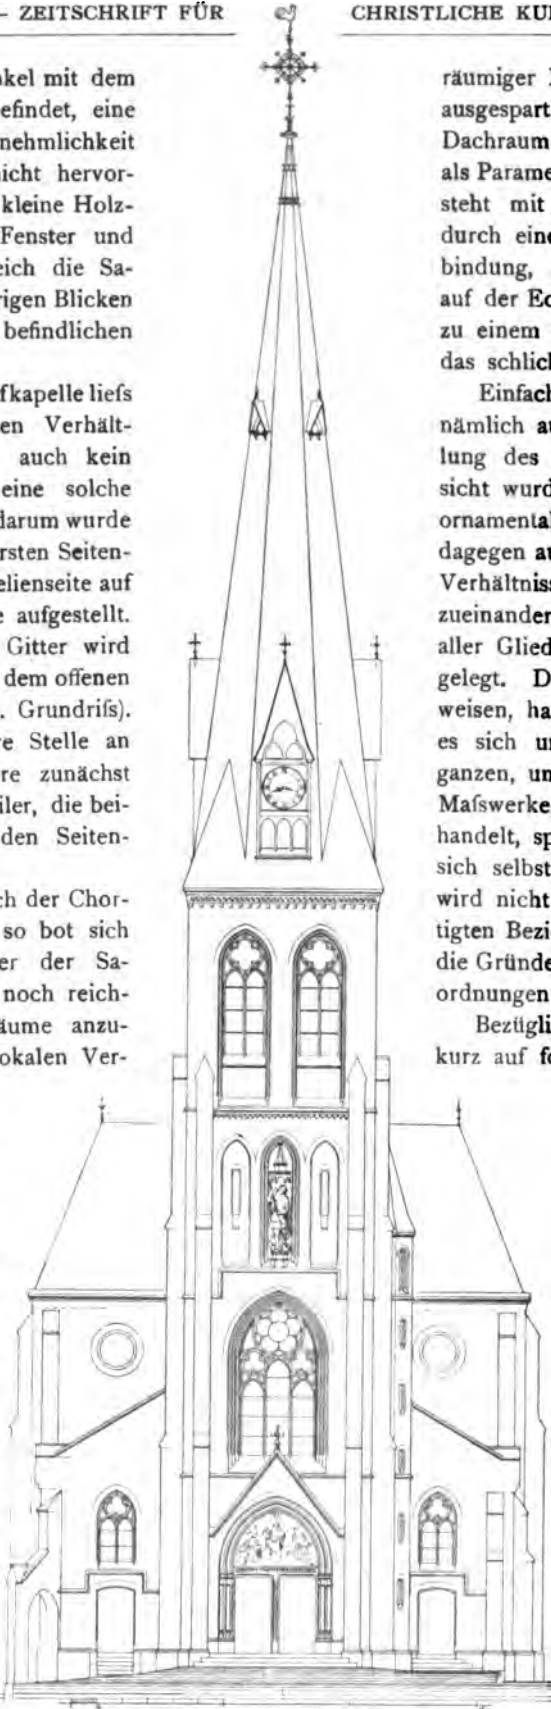 – ZEITSCHRIFT FÜR
CHRISTLICHE
kel mit dem
efindet, eine
nehmlichkeit
icht hervor-
kleine Holz-
Fenster und
eich die Sa-
rigen Blicken
befindlichen
fkapelle liefs
en Verhält-
auch kein
eine solche
darum wurde
rsten Seiten-
elienseite auf
e aufgestellt.
Gitter wird
dem offenen
. Grundrifs).
re Stelle an
re zunächst
iler, die bei-
den Seiten-
ch der Chor-
so bot sich
er der Sa-
noch reich-
äume anzu-
okalen Ver-
räumiger
ausgespart
Dachraum
als Parame
steht mit
durch eine
bindung,
auf der Ec
zu einem
das schlich
Einfach
nämlich au
lung des
sicht wurd
ornamental
dagegen au
Verhältniss
zueinander
aller Glied
gelegt. D
weisen, ha
es sich un
ganzen, un
Mafswerke
handelt, sp
sich selbst
wird nicht
tigten Bezi
die Gründe
ordnungen
Bezügli
kurz auf fo